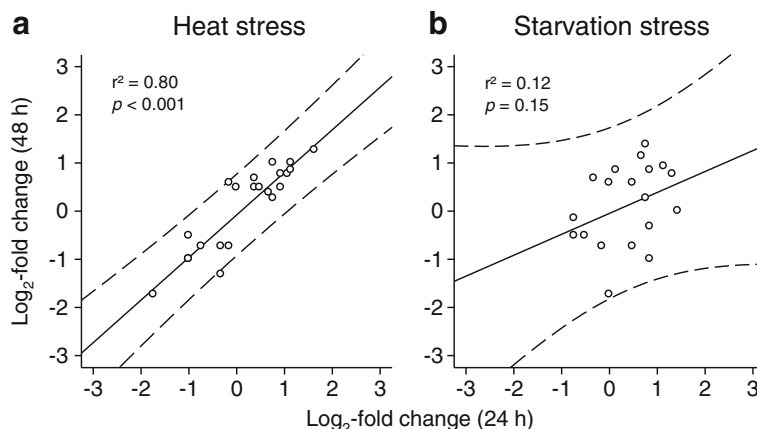 a Heat stress
b Starvation stress
r² = 0.80
p < 0.001
r² = 0.12
p = 0.15
Log₂-fold change (48 h)
3
2
1
0
-1
-2
-3
3
2
1
0
-1
-2
-3
-3 -2 -1 0 1 2 3
-3 -2 -1 0 1 2 3
Log₂-fold change (24 h)